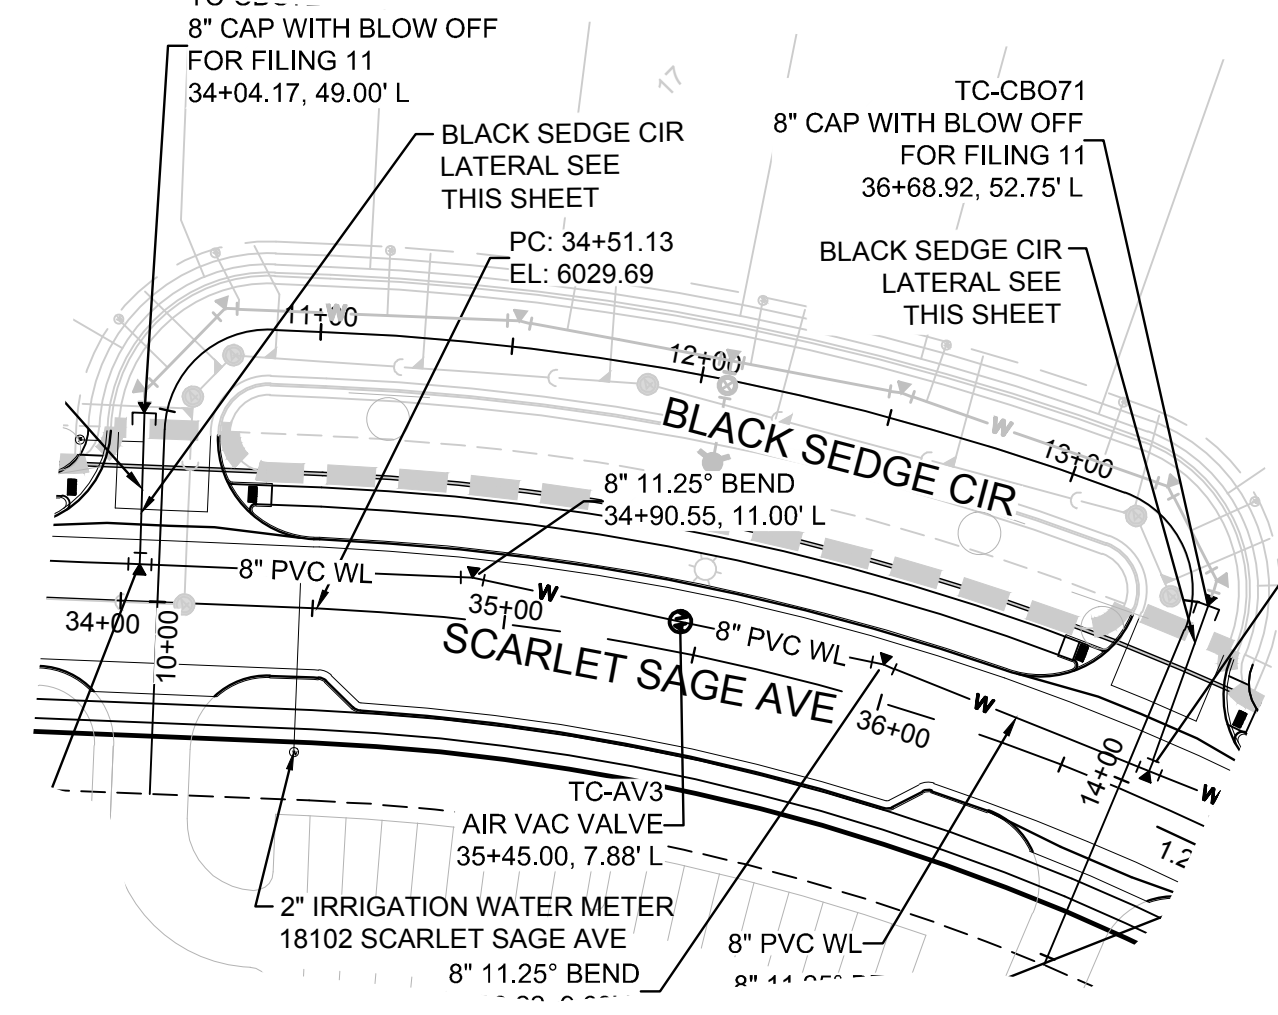 8" CAP WITH BLOW OFF
FOR FILING 11
34+04.17, 49.00' L
17
TC-CBO71
8" CAP WITH BLOW OFF
FOR FILING 11
36+68.92, 52.75' L
BLACK SEDGE CIR
LATERAL SEE
THIS SHEET
PC: 34+51.13
EL: 6029.69
BLACK SEDGE CIR
LATERAL SEE
THIS SHEET
W
11+00
12+00
W
13+00
BLACK SEDGE CIR
8" 11.25° BEND
34+90.55, 11.00' L
8" PVC WL
W
34+00
10+00
35+00
8" PVC WL
SCARLET SAGE AVE
W
36+00
14+00
W
1.2
TC-AV3
AIR VAC VALVE
35+45.00, 7.88' L
2" IRRIGATION WATER METER
18102 SCARLET SAGE AVE
8" PVC WL
8" 11.25° BEND